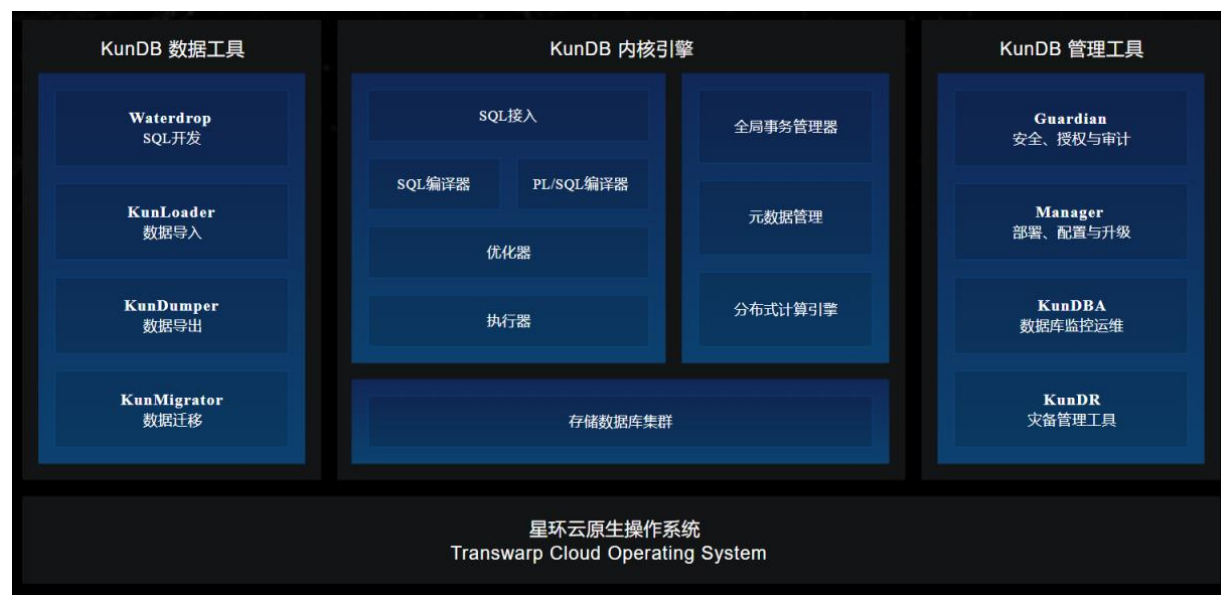 KunDB 数据工具
Waterdrop
SQL开发
KunLoader
数据导入
KunDumper
数据导出
KunMigrator
数据迁移
KunDB 内核引擎
SQL接入
SQL编译器
PL/SQL编译器
优化器
执行器
全局事务管理器
元数据管理
分布式计算引擎
存储数据库集群
KunDB 管理工具
Guardian
安全、授权与审计
Manager
部署、配置与升级
KunDBA
数据库监控运维
KunDR
灾备管理工具
星环云原生操作系统
Transwarp Cloud Operating System